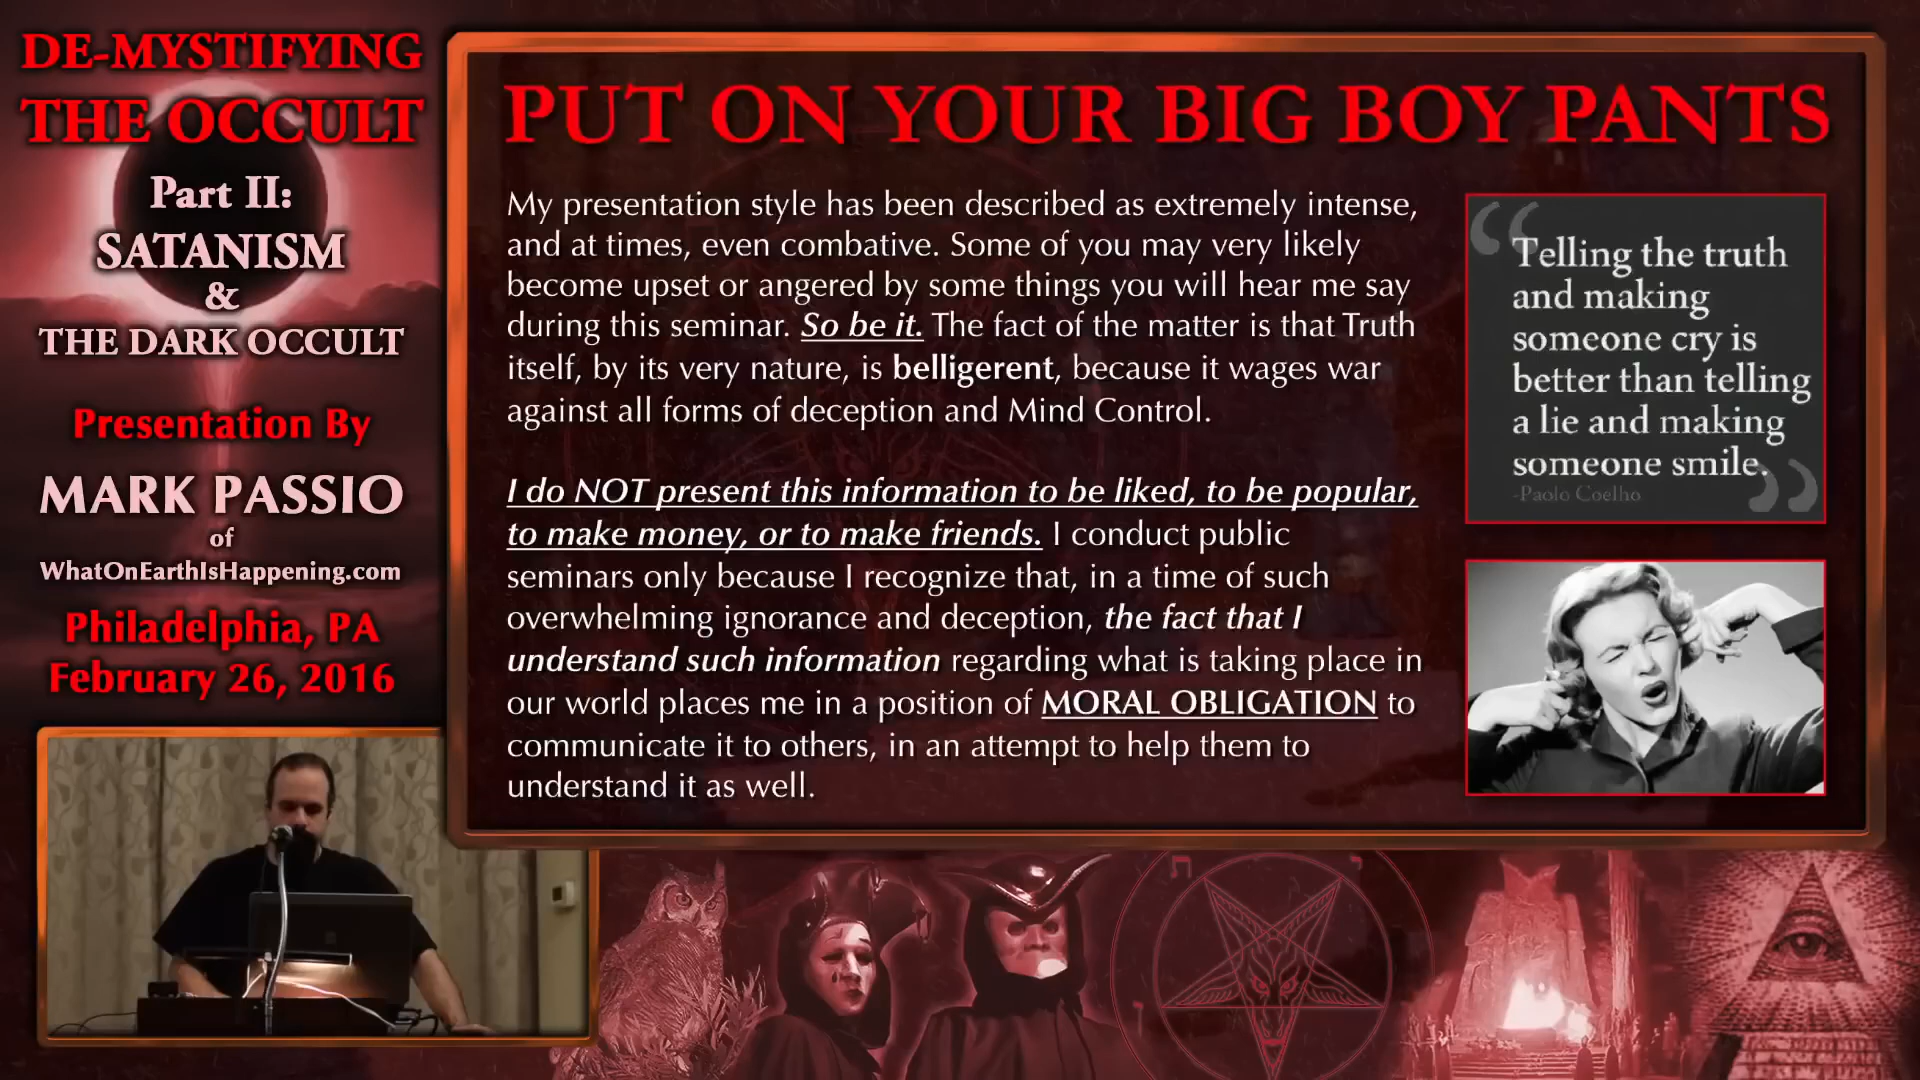 DE-MYSTIFYING
THE OCCULT
Part II:
SATANISM
&
THE DARK OCCULT
Presentation By
MARK PASSIO
of
WhatOnEarthIsHappening.com
Philadelphia, PA
February 26, 2016
PUT ON YOUR BIG BOY PANTS
My presentation style has been described as extremely intense,
and at times, even combative. Some of you may very likely
become upset or angered by some things you will hear me say
during this seminar. So be it. The fact of the matter is that Truth
itself, by its very nature, is belligerent, because it wages war
against all forms of deception and Mind Control.
I do NOT present this information to be liked, to be popular,
to make money, or to make friends. I conduct public
seminars only because I recognize that, in a time of such
overwhelming ignorance and deception, the fact that I
understand such information regarding what is taking place in
our world places me in a position of MORAL OBLIGATION to
communicate it to others, in an attempt to help them to
understand it as well.
“Telling the truth
and making
someone cry is
better than telling
a lie and making
someone smile.”
-Paolo Coelho